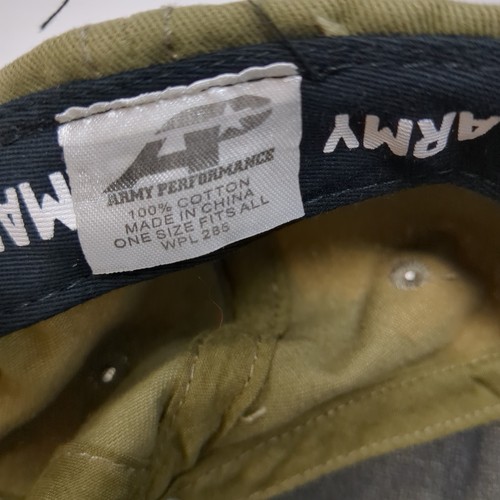 AP
ARMY PERFORMANCE
100% COTTON
MADE IN CHINA
ONE SIZE FITS ALL
WPL 285
ARMY